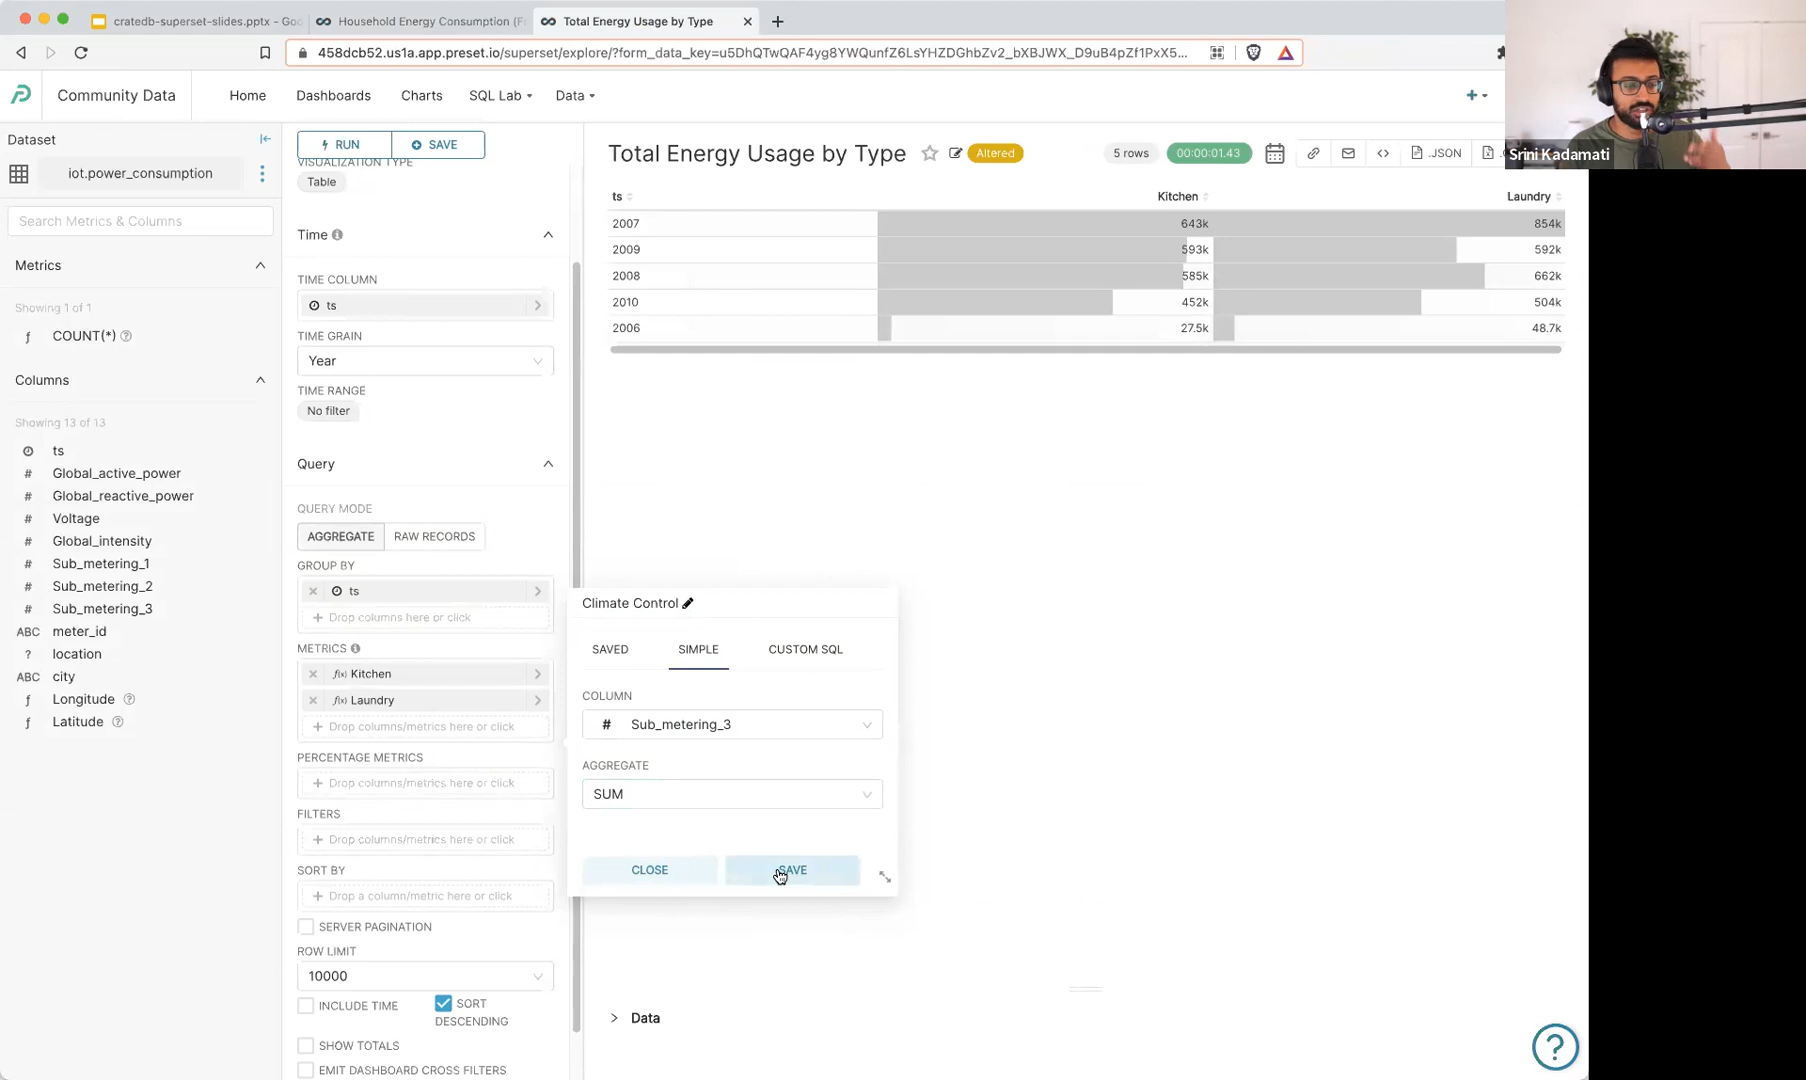 cratedb-superset-slides.pptx - Goo
Household Energy Consumption (F
Total Energy Usage by Type
458dcb52.us1a.app.preset.io/superset/explore/?form_data_key=u5DhQTwQAF4yg8YWQunfZ6LsYHZDGhbZv2_bXBJWX_D9uB4pZf1PxX5...
Community Data
Home
Dashboards
Charts
SQL Lab
Data
Srini Kadamati
Dataset
iot.power_consumption
Search Metrics & Columns
Metrics
Showing 1 of 1
ƒ COUNT(*)
Columns
Showing 13 of 13
ts
# Global_active_power
# Global_reactive_power
# Voltage
# Global_intensity
# Sub_metering_1
# Sub_metering_2
# Sub_metering_3
ABC meter_id
? location
ABC city
ƒ Longitude
ƒ Latitude
RUN
SAVE
VISUALIZATION TYPE
Table
Time
TIME COLUMN
ts
TIME GRAIN
Year
TIME RANGE
No filter
Query
QUERY MODE
AGGREGATE
RAW RECORDS
GROUP BY
ts
+ Drop columns here or click
METRICS
ƒ(x) Kitchen
ƒ(x) Laundry
+ Drop columns/metrics here or click
PERCENTAGE METRICS
+ Drop columns/metrics here or click
FILTERS
+ Drop columns/metrics here or click
SORT BY
+ Drop a column/metric here or click
SERVER PAGINATION
ROW LIMIT
10000
INCLUDE TIME
SORT
DESCENDING
SHOW TOTALS
EMIT DASHBOARD CROSS FILTERS
Total Energy Usage by Type
Altered
5 rows
00:00:01.43
.JSON
ts Kitchen Laundry
2007 643k 854k
2009 593k 592k
2008 585k 662k
2010 452k 504k
2006 27.5k 48.7k
Climate Control
SAVED
SIMPLE
CUSTOM SQL
COLUMN
# Sub_metering_3
AGGREGATE
SUM
CLOSE
SAVE
Data
?